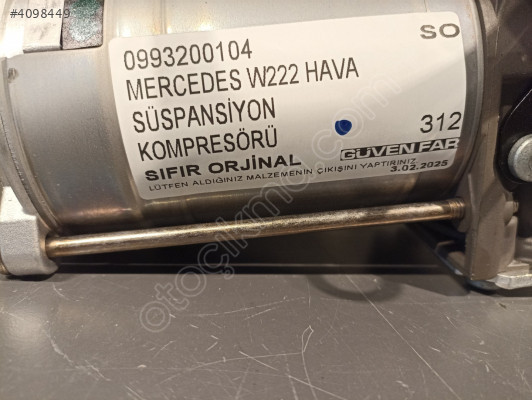 #4098449
SO
0993200104
MERCEDES W222 HAVA
SÜSPANSİYON
KOMPRESÖRÜ
312
SIFIR ORJİNAL
GÜVEN FAR
LÜTFEN ALDIĞINIZ MALZEMENİN ÇIKIŞINI YAPTIRINIZ
3.02.2025
otoçıkma.com